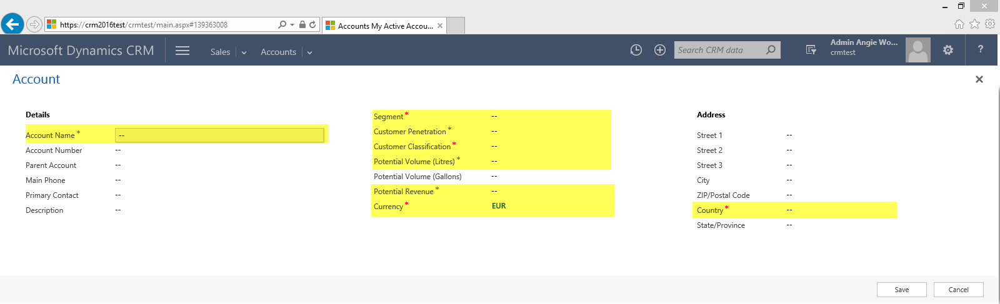 https://crm2016test/crmtest/main.aspx#139363008
Accounts My Active Accou...
Microsoft Dynamics CRM
Sales
Accounts
Search CRM data
Admin Angie Wo...
crmtest
?
Account
Details
Account Name *
--
Account Number
--
Parent Account
--
Main Phone
--
Primary Contact
--
Description
--
Segment *
--
Customer Penetration *
--
Customer Classification *
--
Potential Volume (Litres) *
--
Potential Volume (Gallons)
--
Potential Revenue *
--
Currency *
EUR
Address
Street 1
--
Street 2
--
Street 3
--
City
--
ZIP/Postal Code
--
Country *
--
State/Province
--
Save
Cancel